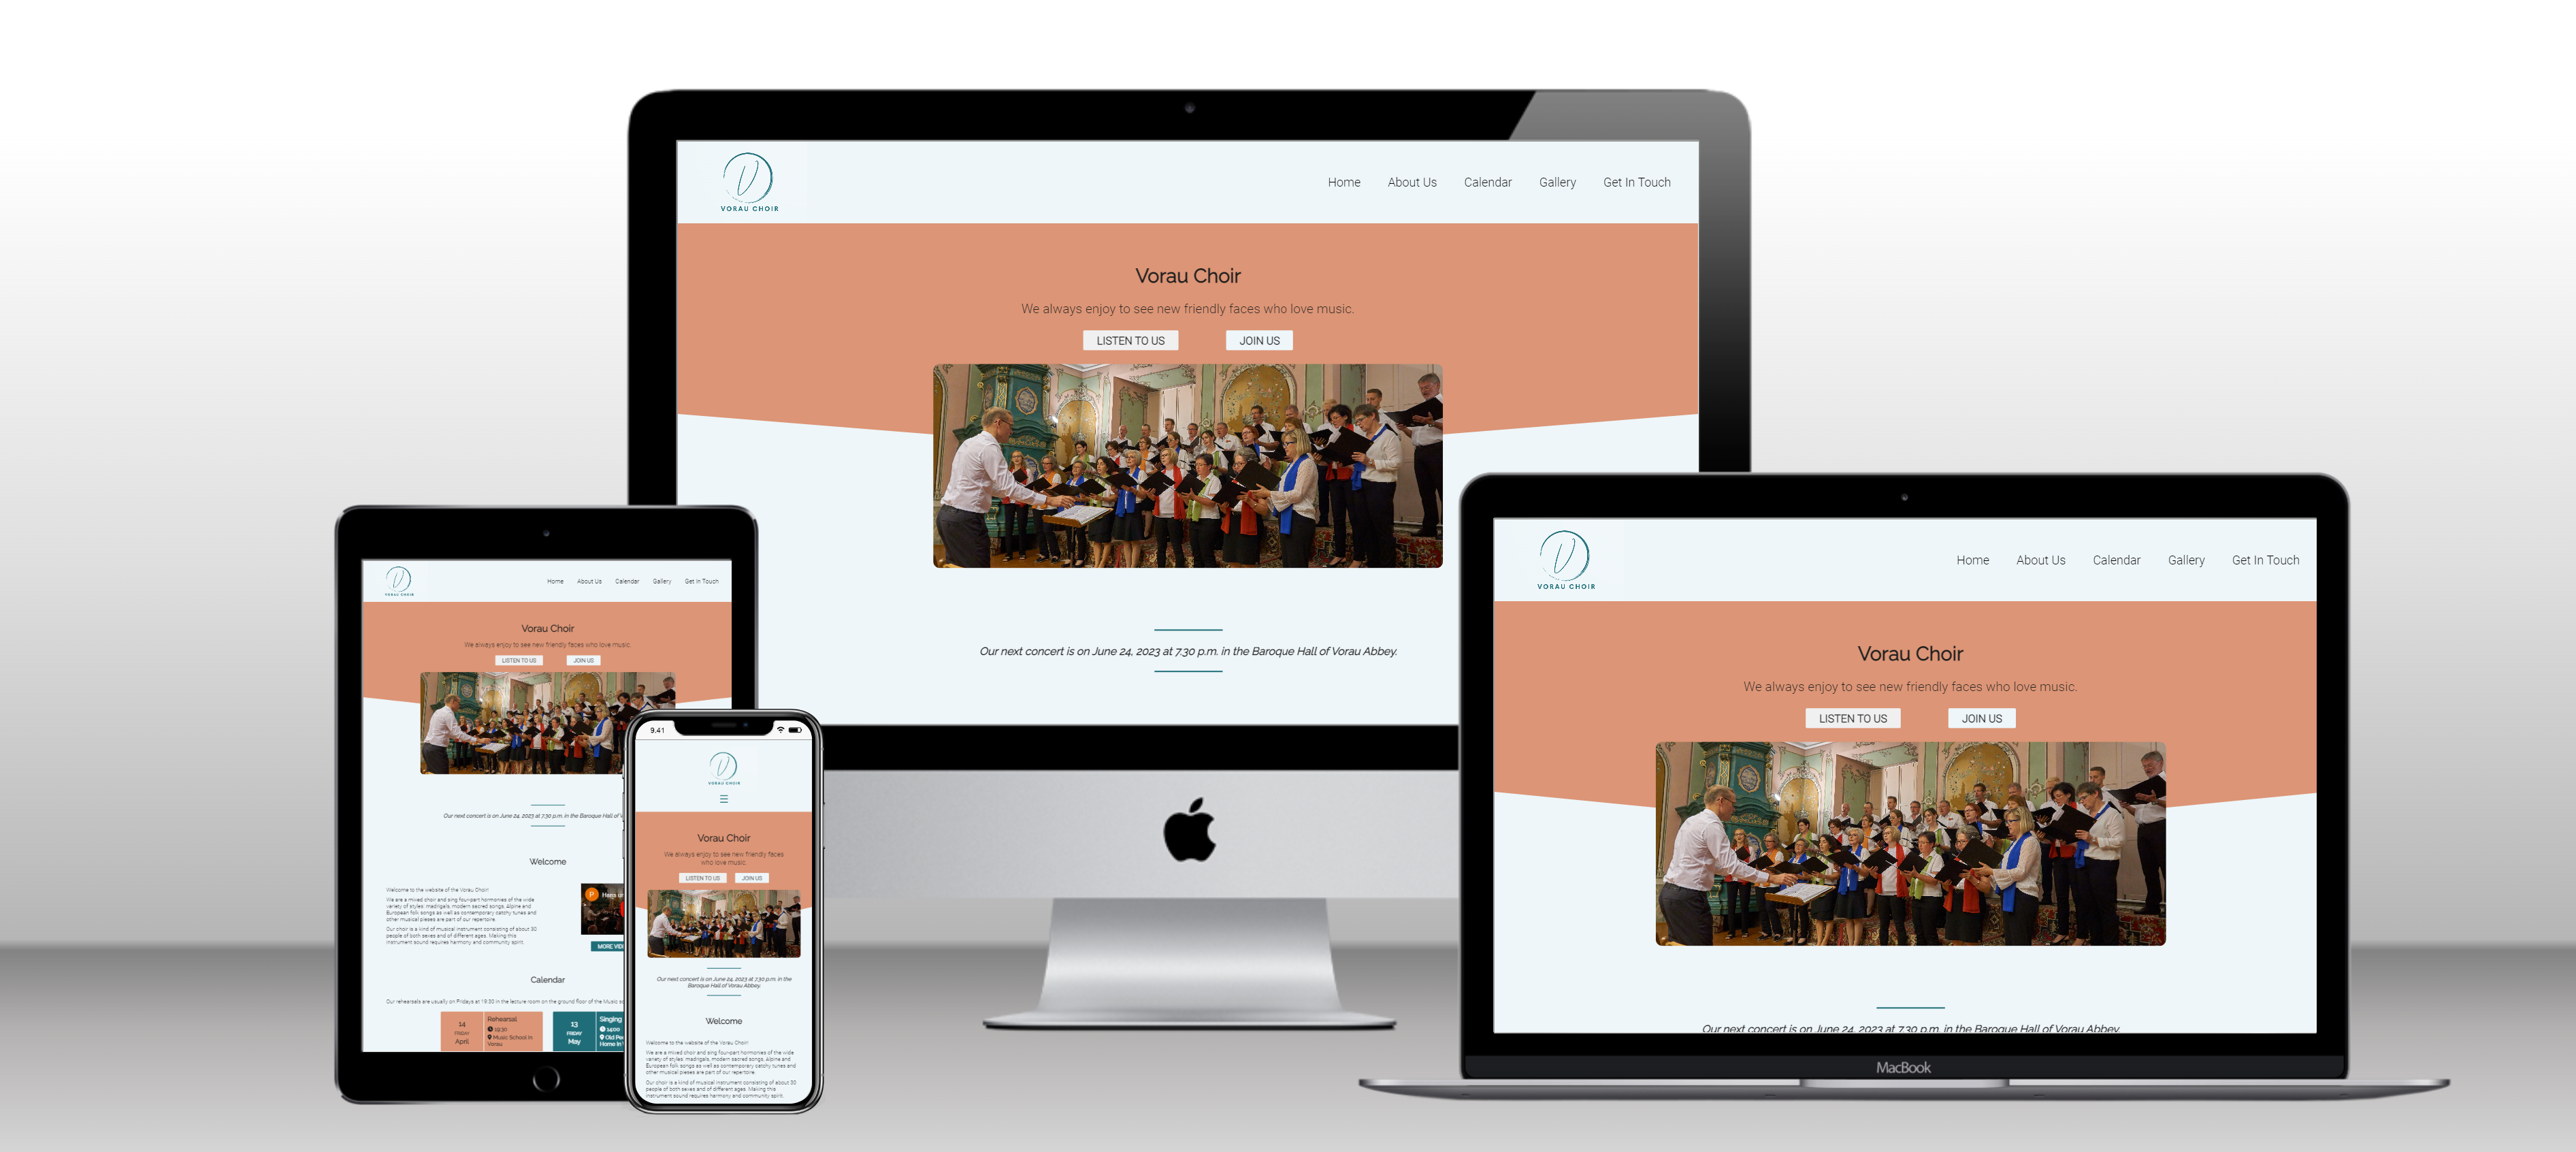 VORAU CHOIR
Home About Us Calendar Gallery Get In Touch
Vorau Choir
We always enjoy to see new friendly faces who love music.
LISTEN TO US JOIN US
Our next concert is on June 24, 2023 at 7.30 p.m. in the Baroque Hall of Vorau Abbey.
VORAU CHOIR
Home About Us Calendar Gallery Get In Touch
Vorau Choir
We always enjoy to see new friendly faces who love music.
LISTEN TO US JOIN US
Our next concert is on June 24, 2023 at 7.30 p.m. in the Baroque Hall of V
Welcome
Welcome to the website of the Vorau Choir!
We are a mixed choir and sing four-part harmonies of the wide
variety of styles: madrigals, modern sacred songs, Alpine and
European folk songs as well as contemporary catchy tunes and
other musical pieses are part of our repertoire.
Our choir is a kind of musical instrument consisting of about 30
people of both sexes and of different ages. Making this
instrument sound requires harmony and community spirit.
P
MORE VID
Calendar
Our rehearsals are usually on Fridays at 19:30 in the lecture room on the ground floor of the Music
14
FRIDAY
April
Rehearsal
19:30
Music School in
Vorau
13
FRIDAY
May
Singing
14:00
Old Pe
Home in
9.41
VORAU CHOIR
Vorau Choir
We always enjoy to see new friendly faces
who love music.
LISTEN TO US JOIN US
Our next concert is on June 24, 2023 at 7.30 p.m. in the
Baroque Hall of Vorau Abbey.
Welcome
Welcome to the website of the Vorau Choir!
We are a mixed choir and sing four-part harmonies of the wide
variety of styles: madrigals, modern sacred songs, Alpine and
European folk songs as well as contemporary catchy tunes and
other musical pieses are part of our repertoire.
Our choir is a kind of musical instrument consisting of about 30
people of both sexes and of different ages. Making this
instrument sound requires harmony and community spirit.
VORAU CHOIR
Home About Us Calendar Gallery Get In Touch
Vorau Choir
We always enjoy to see new friendly faces who love music.
LISTEN TO US JOIN US
Our next concert is on June 24, 2023 at 7.30 p.m. in the Baroque Hall of Vorau Abbey.
MacBook